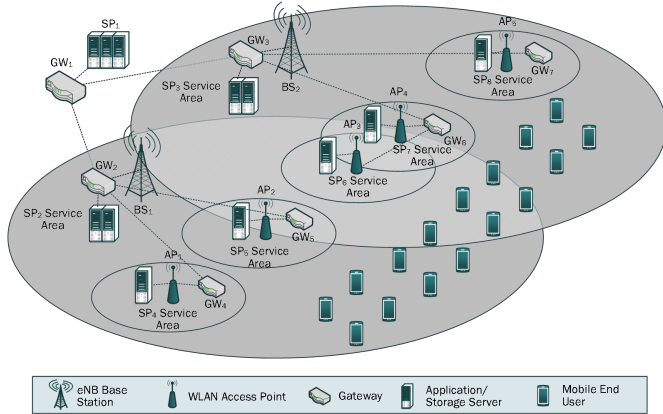 SP₁
GW₁
GW₃
AP₅
GW₇
SP₈ Service
Area
SP₃ Service
Area
BS₂
AP₄
AP₃
GW₆
SP₇ Service
Area
SP₆ Service
Area
GW₂
BS₁
SP₂ Service
Area
AP₂
GW₅
SP₅ Service
Area
AP₁
GW₄
SP₄ Service
Area
eNB Base
Station
WLAN Access Point
Gateway
Application/
Storage Server
Mobile End
User